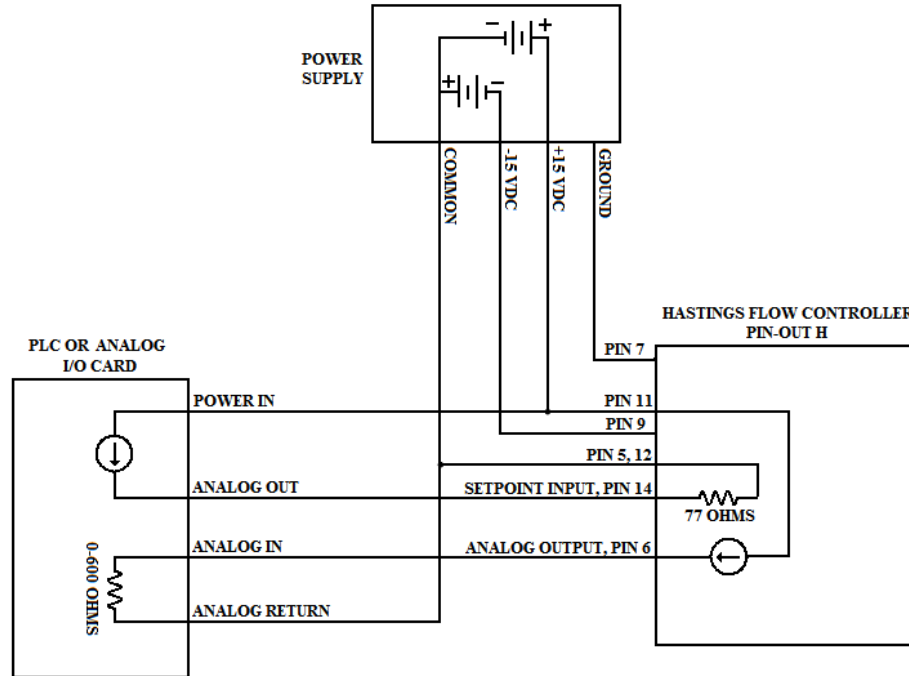 POWER
SUPPLY
−
+
+
−
COMMON
-15 VDC
+15 VDC
GROUND
HASTINGS FLOW CONTROLLER
PIN-OUT H
PLC OR ANALOG
I/O CARD
PIN 7
POWER IN
PIN 11
PIN 9
PIN 5, 12
ANALOG OUT
SETPOINT INPUT, PIN 14
77 OHMS
ANALOG IN
ANALOG OUTPUT, PIN 6
0-600 OHMS
ANALOG RETURN